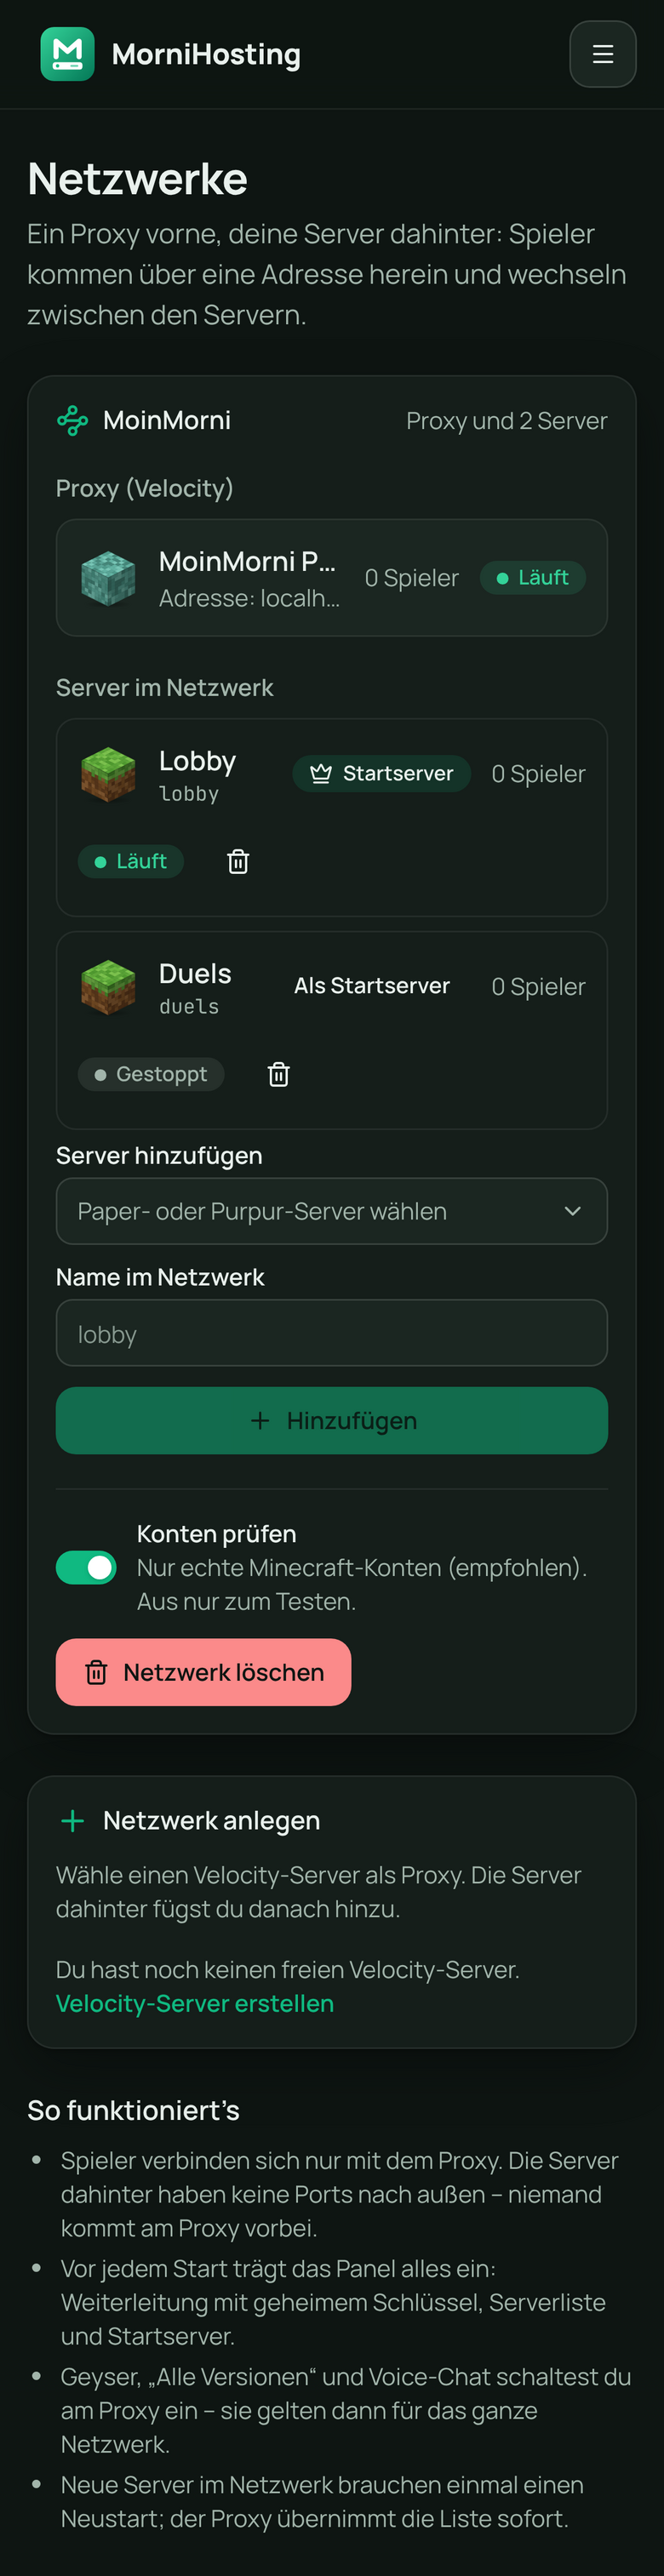 MorniHosting
Netzwerke
Ein Proxy vorne, deine Server dahinter: Spieler
kommen über eine Adresse herein und wechseln
zwischen den Servern.
MoinMorni
Proxy und 2 Server
Proxy (Velocity)
MoinMorni P...
Adresse: localh...
0 Spieler
Läuft
Server im Netzwerk
Lobby
lobby
Startserver
0 Spieler
Läuft
Duels
duels
Als Startserver
0 Spieler
Gestoppt
Server hinzufügen
Paper- oder Purpur-Server wählen
Name im Netzwerk
lobby
Hinzufügen
Konten prüfen
Nur echte Minecraft-Konten (empfohlen).
Aus nur zum Testen.
Netzwerk löschen
Netzwerk anlegen
Wähle einen Velocity-Server als Proxy. Die Server
dahinter fügst du danach hinzu.
Du hast noch keinen freien Velocity-Server.
Velocity-Server erstellen
So funktioniert’s
• Spieler verbinden sich nur mit dem Proxy. Die Server
dahinter haben keine Ports nach außen – niemand
kommt am Proxy vorbei.
• Vor jedem Start trägt das Panel alles ein:
Weiterleitung mit geheimem Schlüssel, Serverliste
und Startserver.
• Geyser, „Alle Versionen“ und Voice-Chat schaltest du
am Proxy ein – sie gelten dann für das ganze
Netzwerk.
• Neue Server im Netzwerk brauchen einmal einen
Neustart; der Proxy übernimmt die Liste sofort.